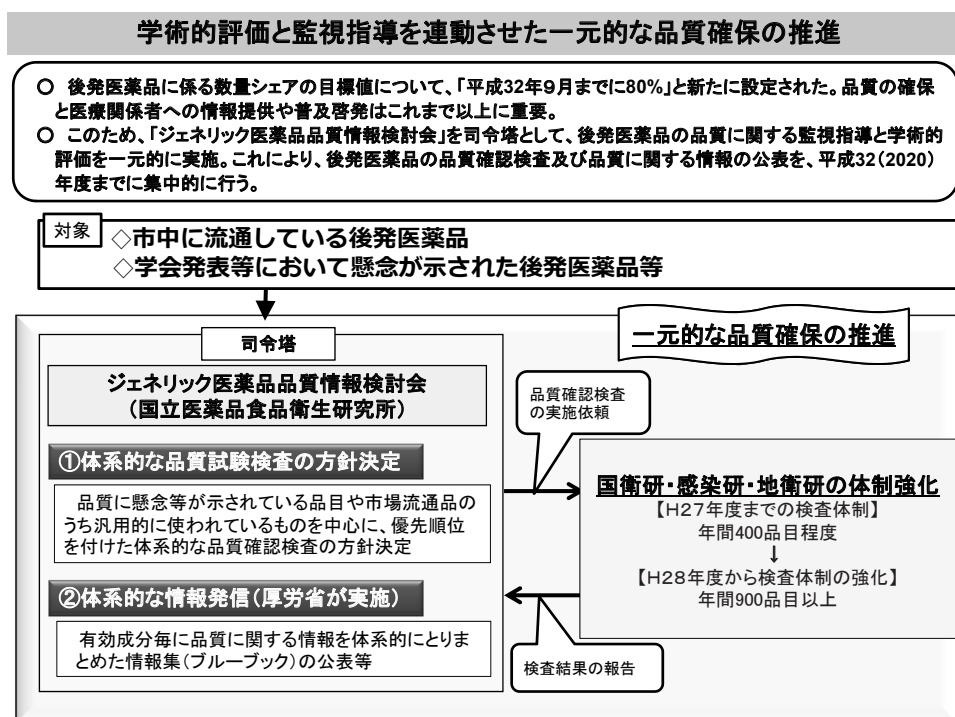 学術的評価と監視指導を連動させた一元的な品質確保の推進
○ 後発医薬品に係る数量シェアの目標値について、「平成32年９月までに80%」と新たに設定された。品質の確保
と医療関係者への情報提供や普及啓発はこれまで以上に重要。
○ このため、「ジェネリック医薬品品質情報検討会」を司令塔として、後発医薬品の品質に関する監視指導と学術的
評価を一元的に実施。これにより、後発医薬品の品質確認検査及び品質に関する情報の公表を、平成32(2020)
年度までに集中的に行う。
対象
◇市中に流通している後発医薬品
◇学会発表等において懸念が示された後発医薬品等
一元的な品質確保の推進
司令塔
ジェネリック医薬品品質情報検討会
（国立医薬品食品衛生研究所）
①体系的な品質試験検査の方針決定
品質に懸念等が示されている品目や市場流通品の
うち汎用的に使われているものを中心に、優先順位
を付けた体系的な品質確認検査の方針決定
②体系的な情報発信（厚労省が実施）
有効成分毎に品質に関する情報を体系的にとりま
とめた情報集（ブルーブック）の公表等
品質確認検査
の実施依頼
国衛研・感染研・地衛研の体制強化
【Ｈ27年度までの検査体制】
年間400品目程度
↓
【Ｈ28年度から検査体制の強化】
年間900品目以上
検査結果の報告